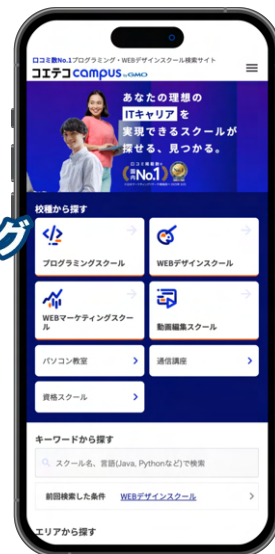 口コミ数No.1プログラミング・WEBデザインスクール検索サイト
コエテコcampus byGMO
あなたの理想の
ITキャリアを
実現できるスクールが
探せる、見つかる。
No.1
校種から探す
プログラミングスクール
WEBデザインスクール
WEBマーケティングスクー
ル
動画編集スクール
パソコン教室
通信講座
資格スクール
グ
キーワードから探す
スクール名、言語(Java, Pythonなど)で検索
前回検索した条件 WEBデザインスクール
エリアから探す